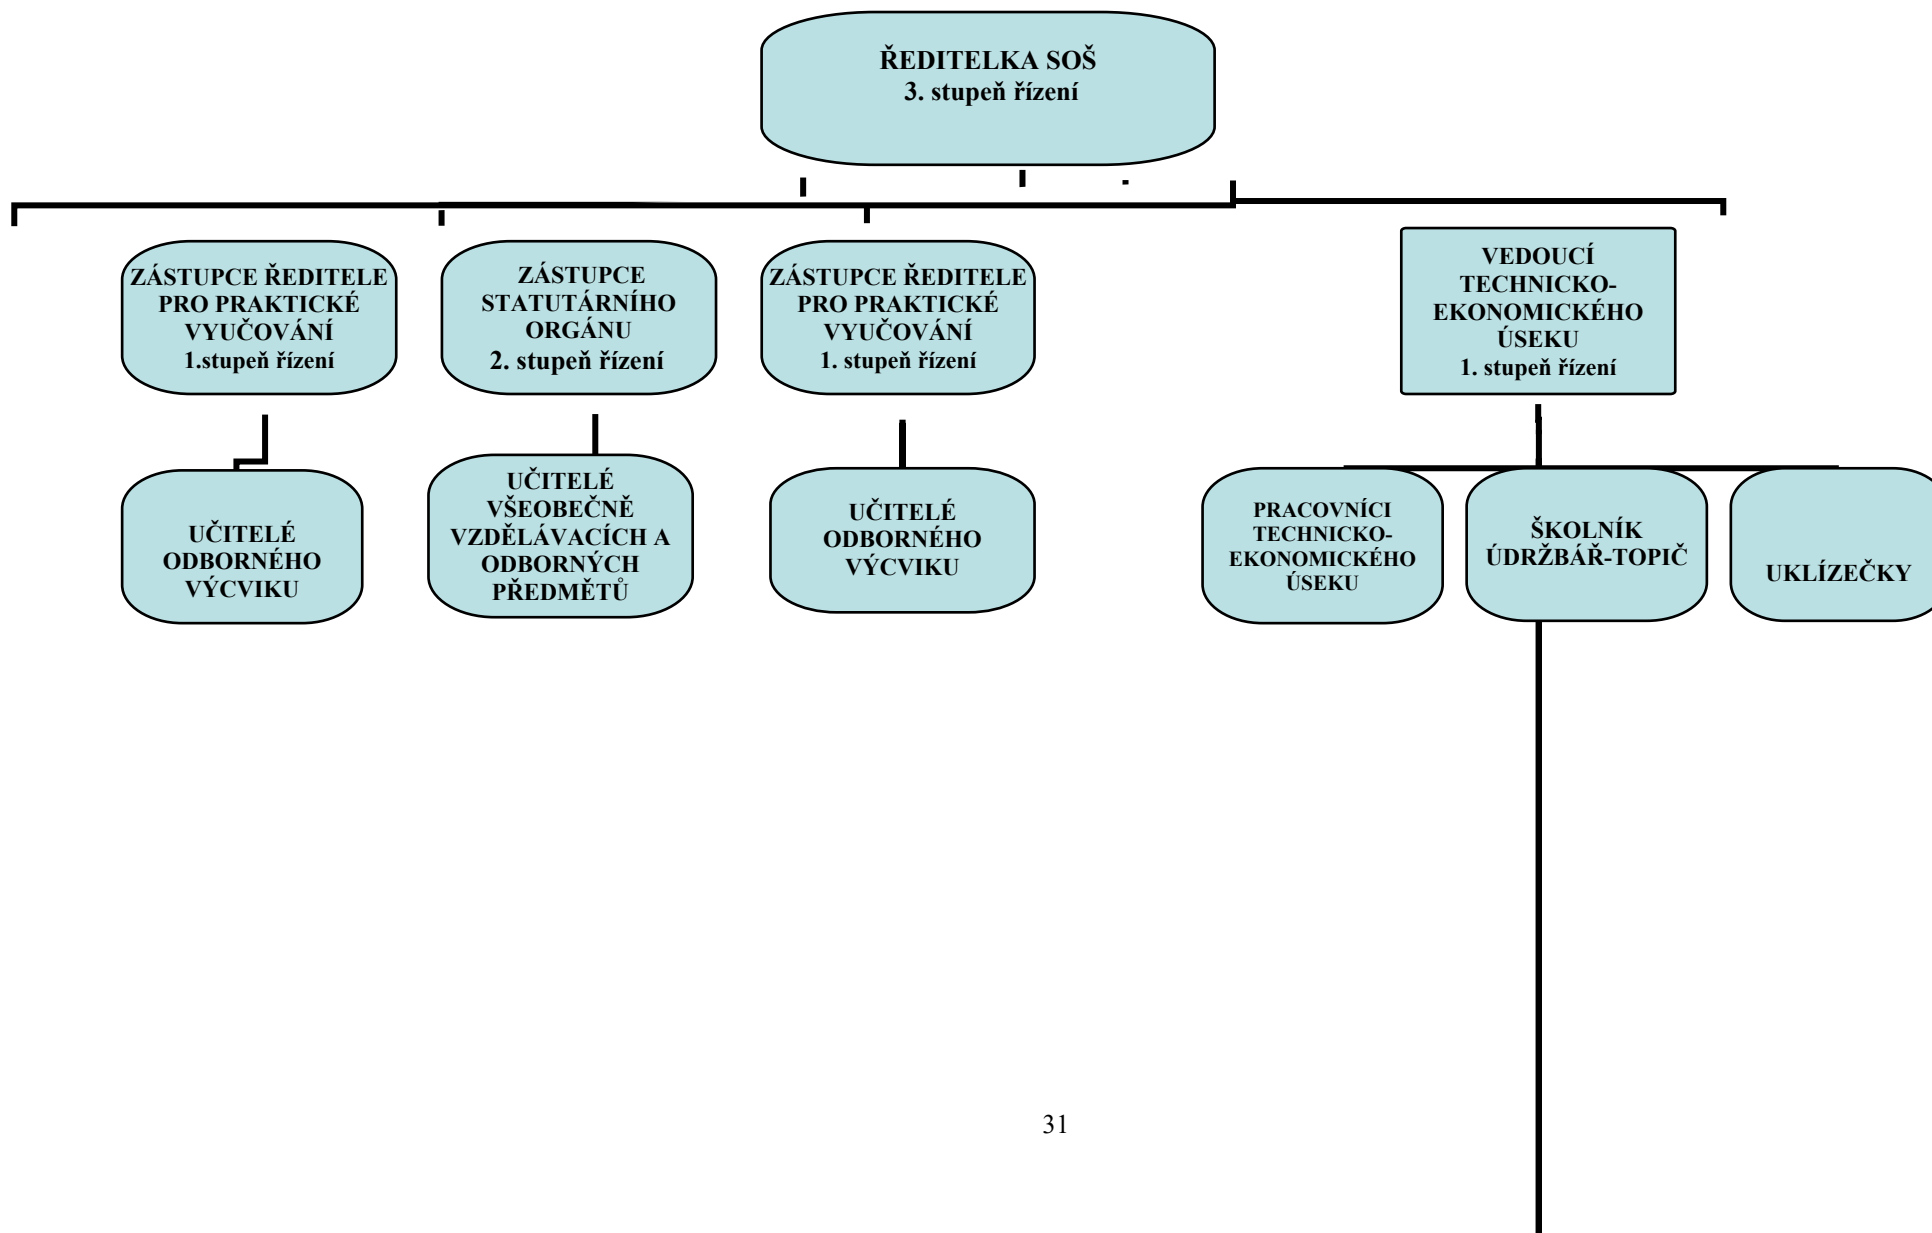 ŘEDITELKA SOŠ
3. stupeň řízení
ZÁSTUPCE ŘEDITELE
PRO PRAKTICKÉ
VYUČOVÁNÍ
1.stupeň řízení
ZÁSTUPCE
STATUTÁRNÍHO
ORGÁNU
2. stupeň řízení
ZÁSTUPCE ŘEDITELE
PRO PRAKTICKÉ
VYUČOVÁNÍ
1. stupeň řízení
VEDOUCÍ
TECHNICKO-
EKONOMICKÉHO
ÚSEKU
1. stupeň řízení
UČITELÉ
ODBORNÉHO
VÝCVIKU
UČITELÉ
VŠEOBECNĚ
VZDĚLÁVACÍCH A
ODBORNÝCH
PŘEDMĚTŮ
UČITELÉ
ODBORNÉHO
VÝCVIKU
PRACOVNÍCI
TECHNICKO-
EKONOMICKÉHO
ÚSEKU
ŠKOLNÍK
ÚDRŽBÁŘ-TOPIČ
UKLÍZEČKY
31